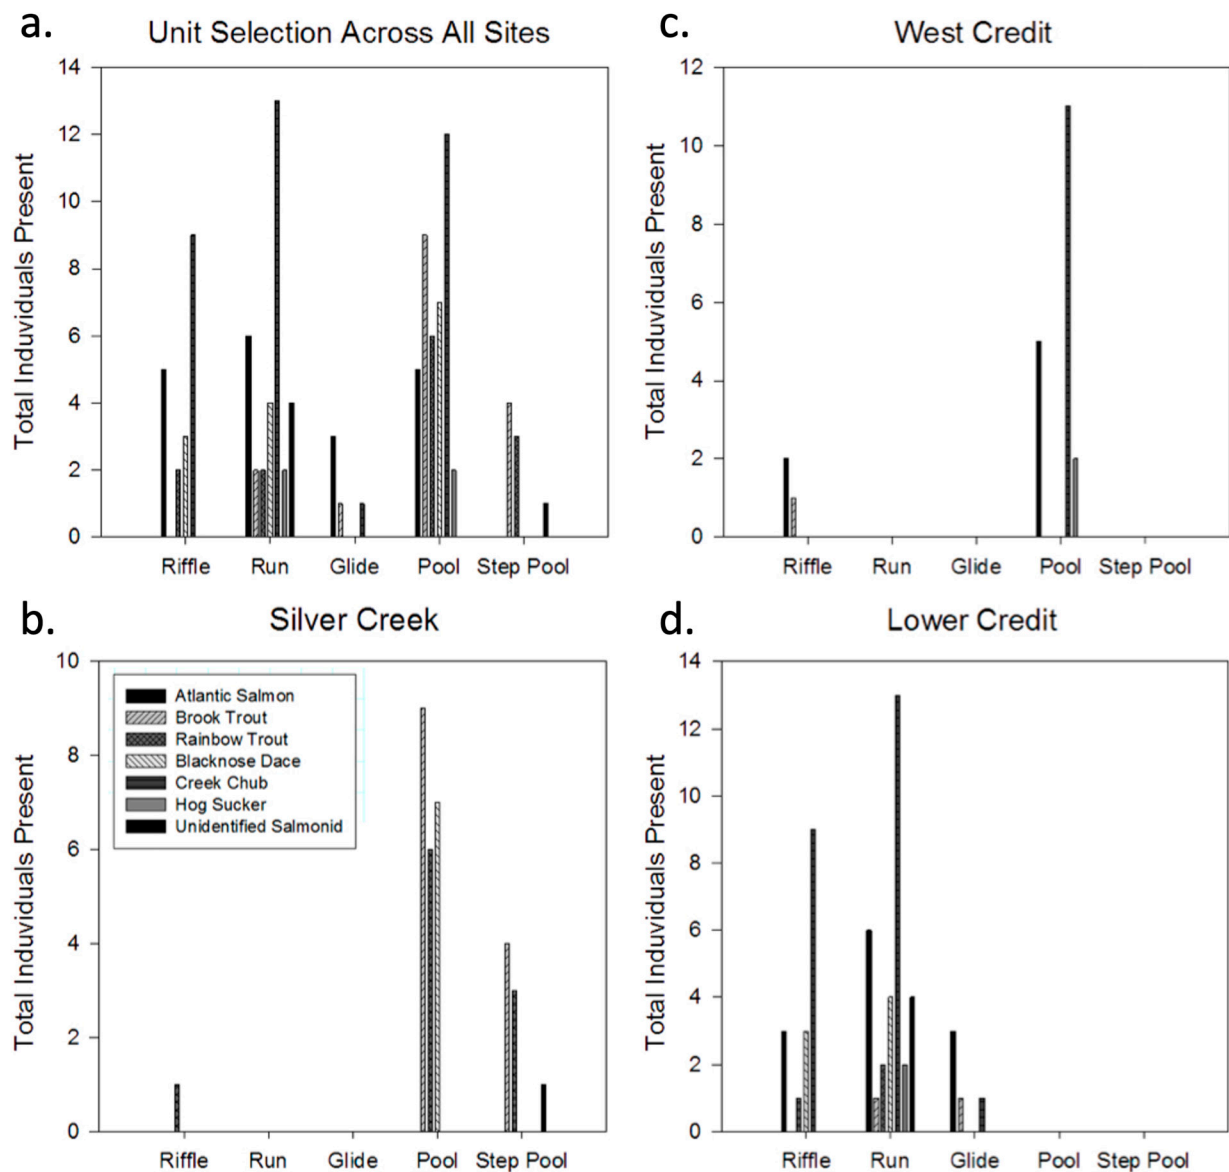 a.
Unit Selection Across All Sites
Total Induviduals Present
14
12
10
8
6
4
2
0
Riffle Run Glide Pool Step Pool
b.
Silver Creek
Total Induviduals Present
10
8
6
4
2
0
Atlantic Salmon
Brook Trout
Rainbow Trout
Blacknose Dace
Creek Chub
Hog Sucker
Unidentified Salmonid
Riffle Run Glide Pool Step Pool
c.
West Credit
Total Induviduals Present
12
10
8
6
4
2
0
Riffle Run Glide Pool Step Pool
d.
Lower Credit
Total Induviduals Present
14
12
10
8
6
4
2
0
Riffle Run Glide Pool Step Pool